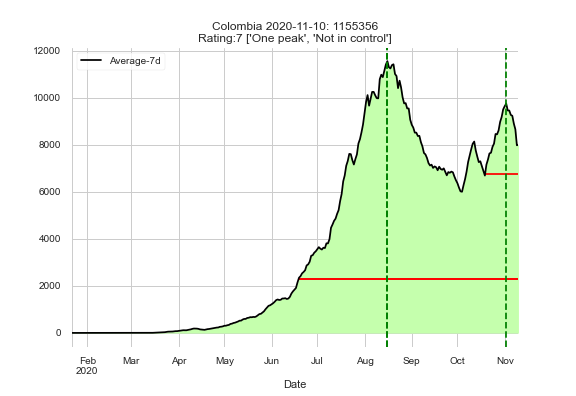 Colombia 2020-11-10: 1155356
Rating:7 ['One peak', 'Not in control']
12000
10000
8000
6000
4000
2000
0
Average-7d
Feb Mar Apr May Jun Jul Aug Sep Oct Nov
2020
Date